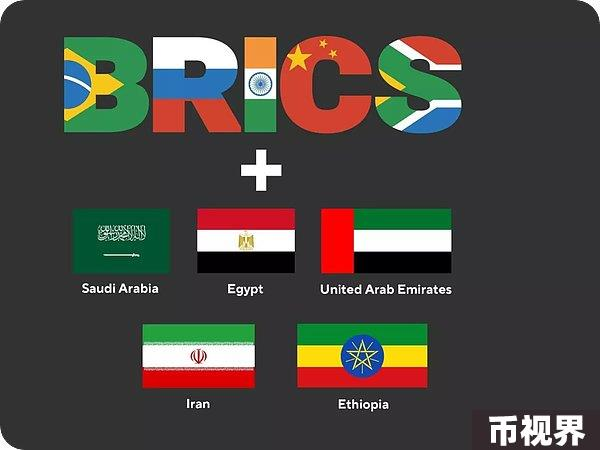 BRICS
+
Saudi Arabia
Egypt
United Arab Emirates
Iran
Ethiopia
币视界